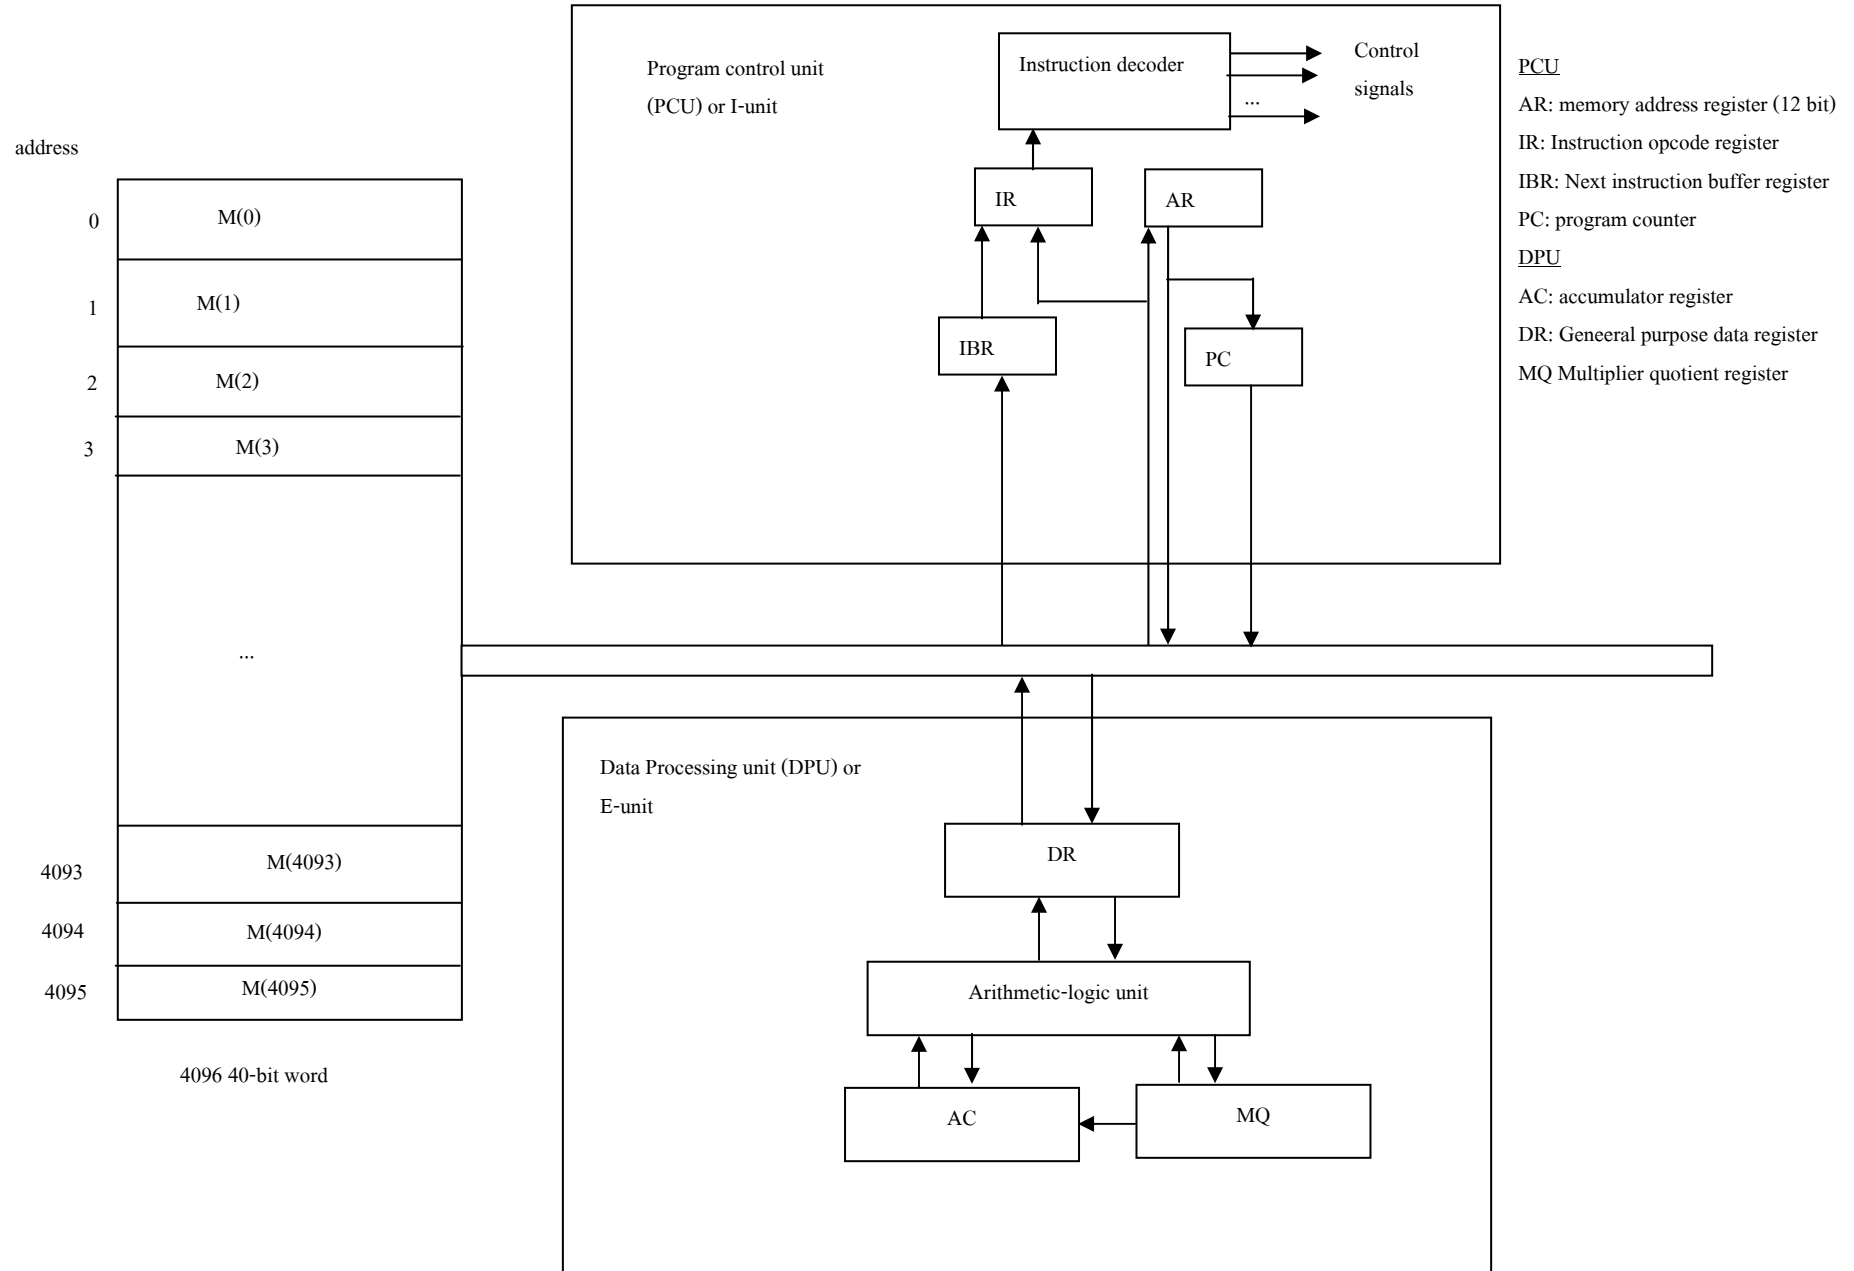 address
0
M(0)
1
M(1)
2
M(2)
3
M(3)
...
4093
M(4093)
4094
M(4094)
4095
M(4095)
4096 40-bit word
Program control unit
(PCU) or I-unit
Instruction decoder
...
Control
signals
IR
AR
IBR
PC
Data Processing unit (DPU) or
E-unit
DR
Arithmetic-logic unit
AC
MQ
PCU
AR: memory address register (12 bit)
IR: Instruction opcode register
IBR: Next instruction buffer register
PC: program counter
DPU
AC: accumulator register
DR: Geneeral purpose data register
MQ Multiplier quotient register